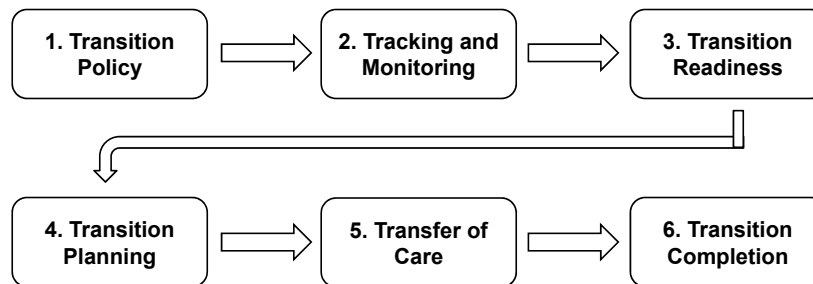 1. Transition
Policy
2. Tracking and
Monitoring
3. Transition
Readiness
4. Transition
Planning
5. Transfer of
Care
6. Transition
Completion